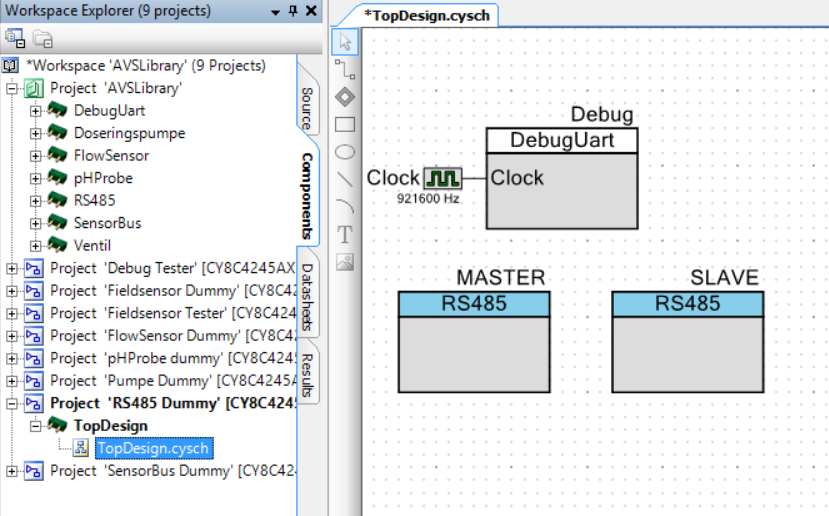 Workspace Explorer (9 projects)
*Workspace 'AVSLibrary' (9 Projects)
Project 'AVSLibrary'
DebugUart
Doseringspumpe
FlowSensor
pHProbe
RS485
SensorBus
Ventil
Project 'Debug Tester' [CY8C4245AX
Project 'Fieldsensor Dummy' [CY8C42
Project 'Fieldsensor Tester' [CY8C424
Project 'FlowSensor Dummy' [CY8C42
Project 'pHProbe dummy' [CY8C4245
Project 'Pumpe Dummy' [CY8C4245A
Project 'RS485 Dummy' [CY8C424
TopDesign
TopDesign.cysch
Project 'SensorBus Dummy' [CY8C42
Source
Components
Datasheets
Results
*TopDesign.cysch
T
Debug
DebugUart
Clock
Clock
921600 Hz
MASTER
RS485
SLAVE
RS485